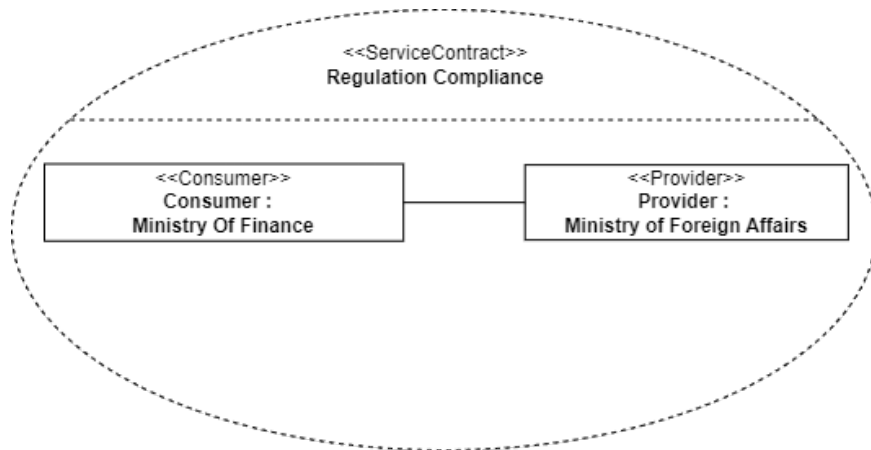 <<ServiceContract>>
Regulation Compliance
<<Consumer>>
Consumer :
Ministry Of Finance
<<Provider>>
Provider :
Ministry of Foreign Affairs